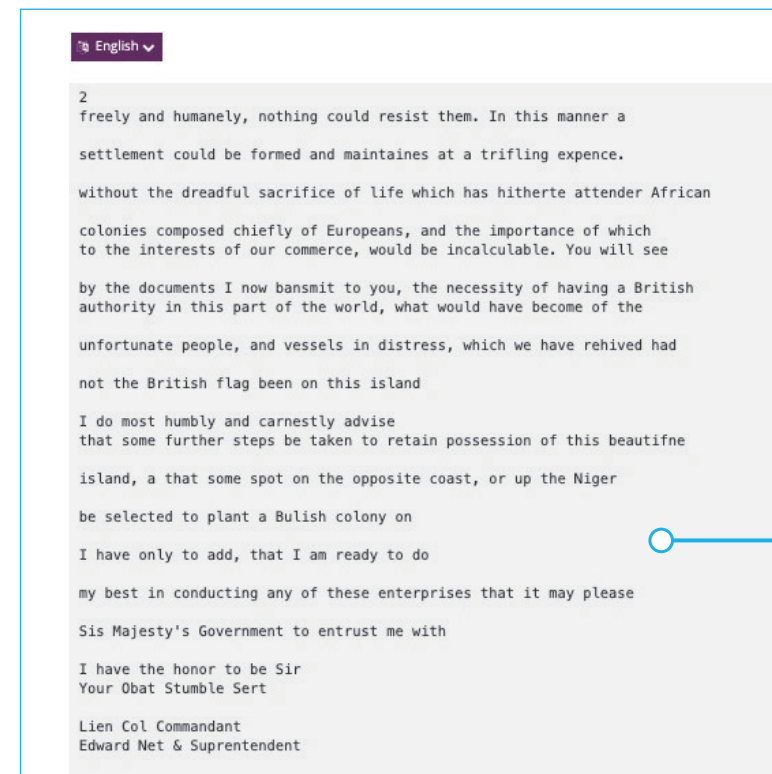 English
2
freely and humanely, nothing could resist them. In this manner a
settlement could be formed and maintaines at a trifling expence.
without the dreadful sacrifice of life which has hitherte attender African
colonies composed chiefly of Europeans, and the importance of which
to the interests of our commerce, would be incalculable. You will see
by the documents I now bansmit to you, the necessity of having a British
authority in this part of the world, what would have become of the
unfortunate people, and vessels in distress, which we have rehived had
not the British flag been on this island
I do most humbly and carnestly advise
that some further steps be taken to retain possession of this beautifne
island, a that some spot on the opposite coast, or up the Niger
be selected to plant a Bulish colony on
I have only to add, that I am ready to do
my best in conducting any of these enterprises that it may please
Sis Majesty's Government to entrust me with
I have the honor to be Sir
Your Obat Stumble Sert
Lien Col Commandant
Edward Net & Suprentendent